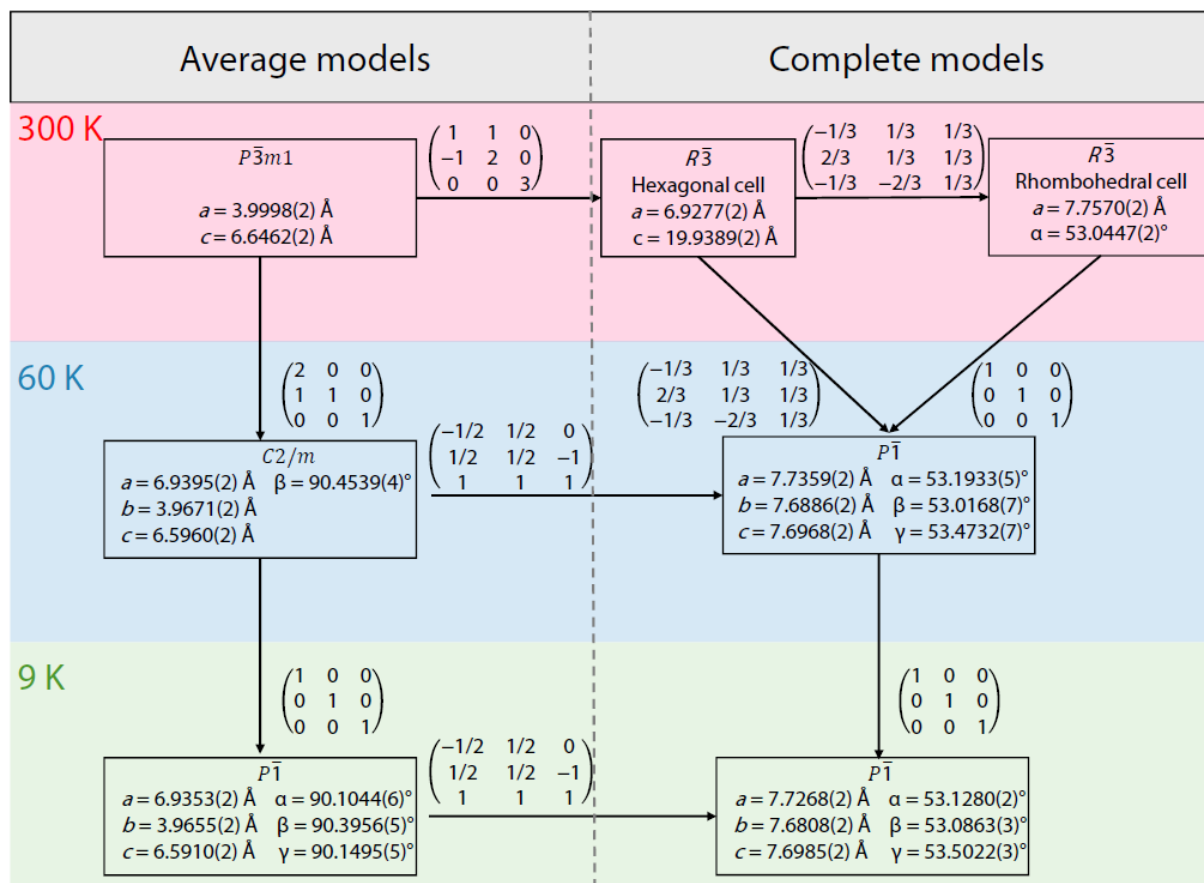 Average models
Complete models
300 K
P3̅m1
a = 3.9998(2) Å
c = 6.6462(2) Å
1 1 0
−1 2 0
0 0 3
R3̅
Hexagonal cell
a = 6.9277(2) Å
c = 19.9389(2) Å
−1/3 1/3 1/3
2/3 1/3 1/3
−1/3 −2/3 1/3
R3̅
Rhombohedral cell
a = 7.7570(2) Å
α = 53.0447(2)°
60 K
2 0 0
1 1 0
0 0 1
−1/3 1/3 1/3
2/3 1/3 1/3
−1/3 −2/3 1/3
1 0 0
0 1 0
0 0 1
C2/m
a = 6.9395(2) Å β = 90.4539(4)°
b = 3.9671(2) Å
c = 6.5960(2) Å
−1/2 1/2 0
1/2 1/2 −1
1 1 1
P1̅
a = 7.7359(2) Å α = 53.1933(5)°
b = 7.6886(2) Å β = 53.0168(7)°
c = 7.6968(2) Å γ = 53.4732(7)°
9 K
1 0 0
0 1 0
0 0 1
1 0 0
0 1 0
0 0 1
P1̅
a = 6.9353(2) Å α = 90.1044(6)°
b = 3.9655(2) Å β = 90.3956(5)°
c = 6.5910(2) Å γ = 90.1495(5)°
−1/2 1/2 0
1/2 1/2 −1
1 1 1
P1̅
a = 7.7268(2) Å α = 53.1280(2)°
b = 7.6808(2) Å β = 53.0863(3)°
c = 7.6985(2) Å γ = 53.5022(3)°